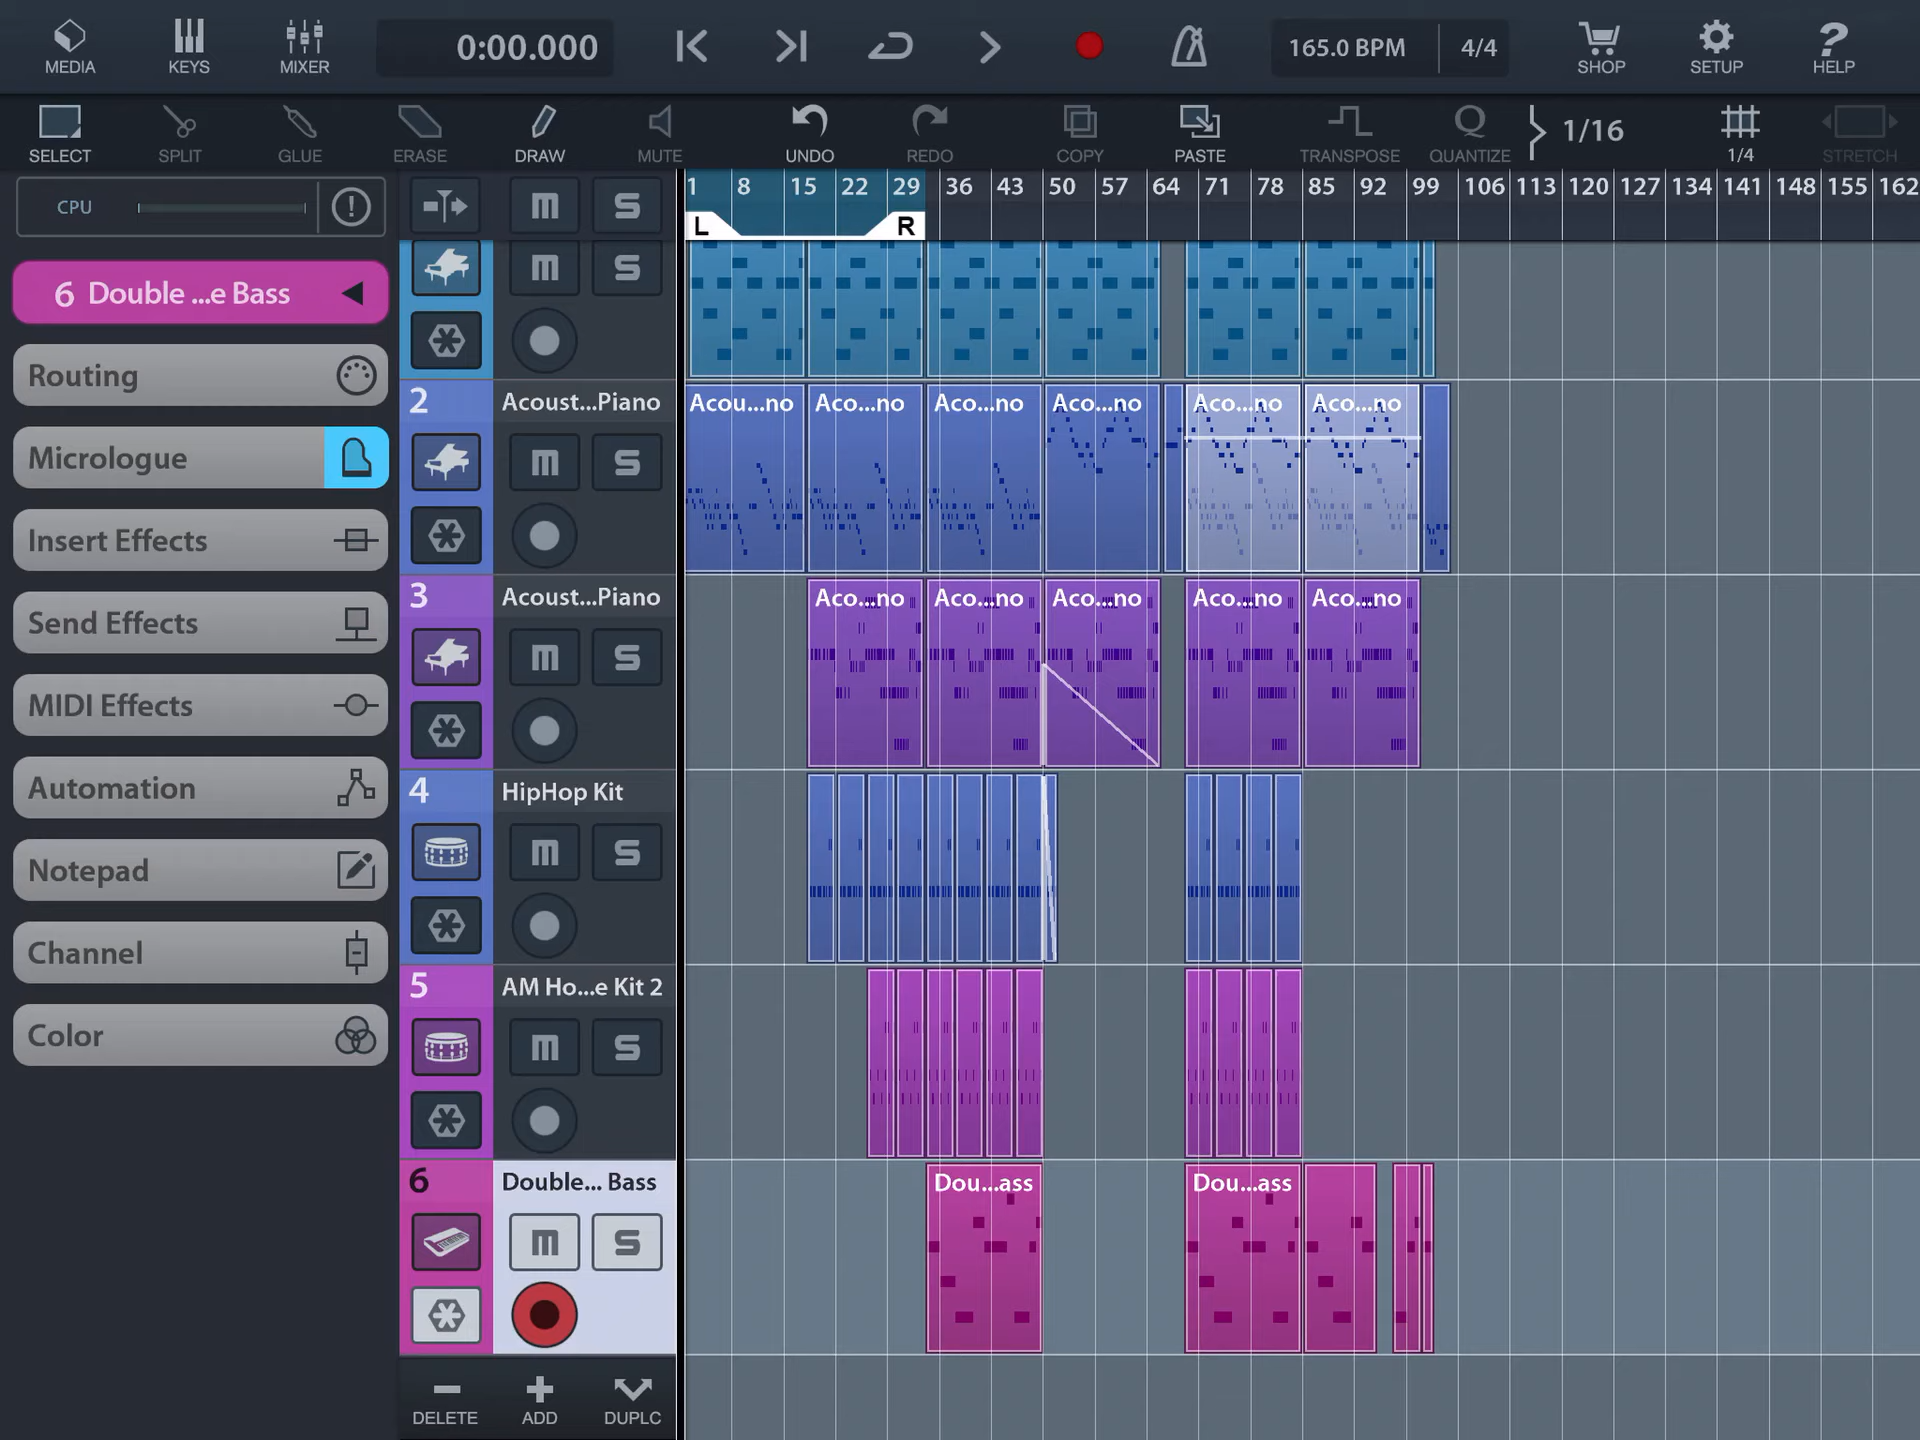 MEDIA
KEYS
MIXER
0:00.000
165.0 BPM
4/4
SHOP
SETUP
HELP
SELECT
SPLIT
GLUE
ERASE
DRAW
MUTE
UNDO
REDO
COPY
PASTE
TRANSPOSE
QUANTIZE
1/16
1/4
STRETCH
CPU
m
S
1 8 15 22 29 36 43 50 57 64 71 78 85 92 99 106 113 120 127 134 141 148 155 162
L
R
6 Double ...e Bass
Routing
Micrologue
Insert Effects
Send Effects
MIDI Effects
Automation
Notepad
Channel
Color
m
S
2
Acoust...Piano
m
S
Acou...no
Aco...no
Aco...no
Aco...no
Aco...no
Aco...no
3
Acoust...Piano
m
S
Aco...no
Aco...no
Aco...no
Aco...no
Aco...no
4
HipHop Kit
m
S
5
AM Ho...e Kit 2
m
S
6
Double... Bass
m
S
Dou...ass
Dou...ass
DELETE
ADD
DUPLC